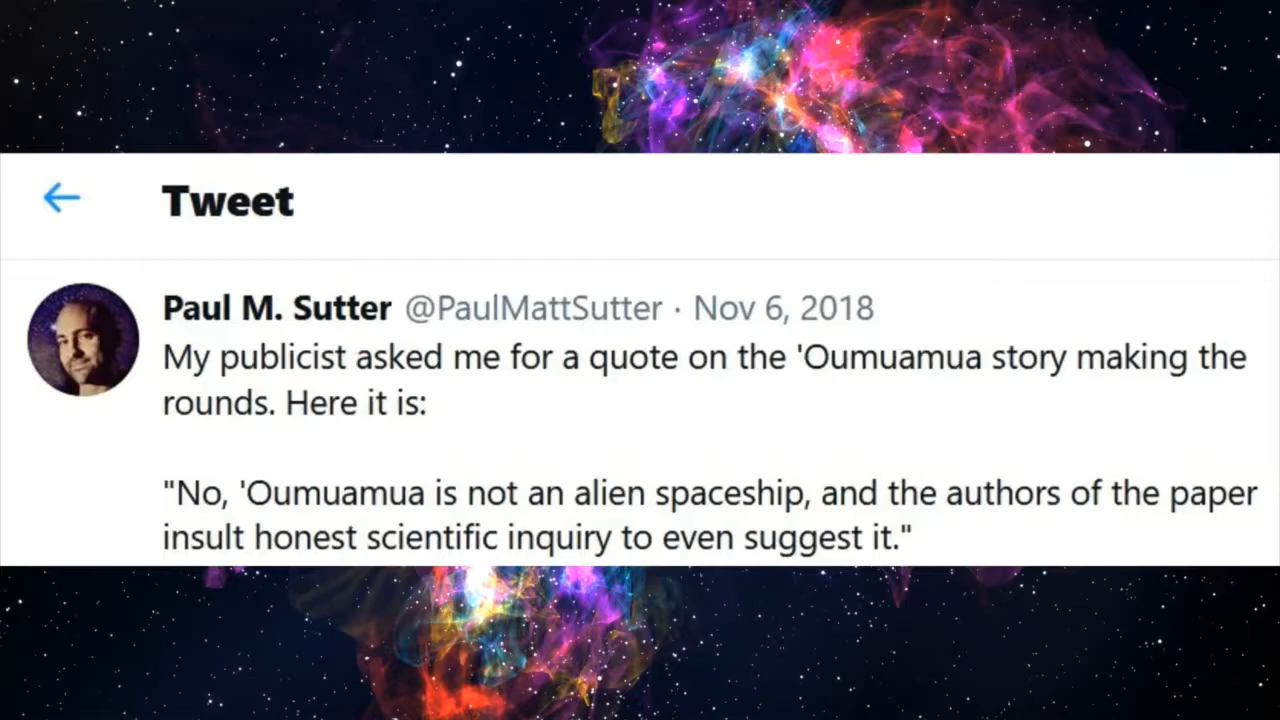 Tweet
Paul M. Sutter @PaulMattSutter · Nov 6, 2018
My publicist asked me for a quote on the 'Oumuamua story making the
rounds. Here it is:
"No, 'Oumuamua is not an alien spaceship, and the authors of the paper
insult honest scientific inquiry to even suggest it."